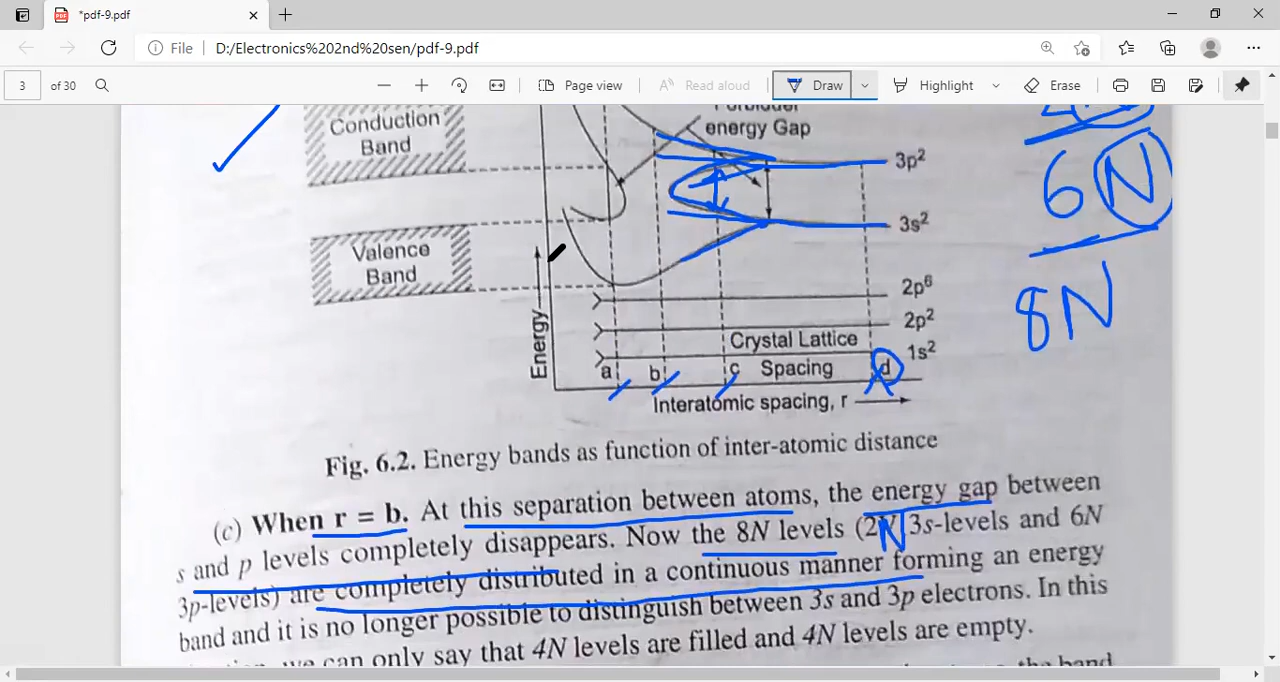 *pdf-9.pdf
File | D:/Electronics%202nd%20sen/pdf-9.pdf
3 of 30 Page view Read aloud Draw Highlight Erase
Conduction
Band
energy Gap
3p²
6N
3s²
Valence
Band
8N
2p⁶
2p²
1s²
Energy
Crystal Lattice
a b c Spacing d
Interatomic spacing, r
Fig. 6.2. Energy bands as function of inter-atomic distance
(c) When r = b. At this separation between atoms, the energy gap between
s and p levels completely disappears. Now the 8N levels (2N 3s-levels and 6N
3p-levels) are completely distributed in a continuous manner forming an energy
band and it is no longer possible to distinguish between 3s and 3p electrons. In this
can only say that 4N levels are filled and 4N levels are empty.
the band